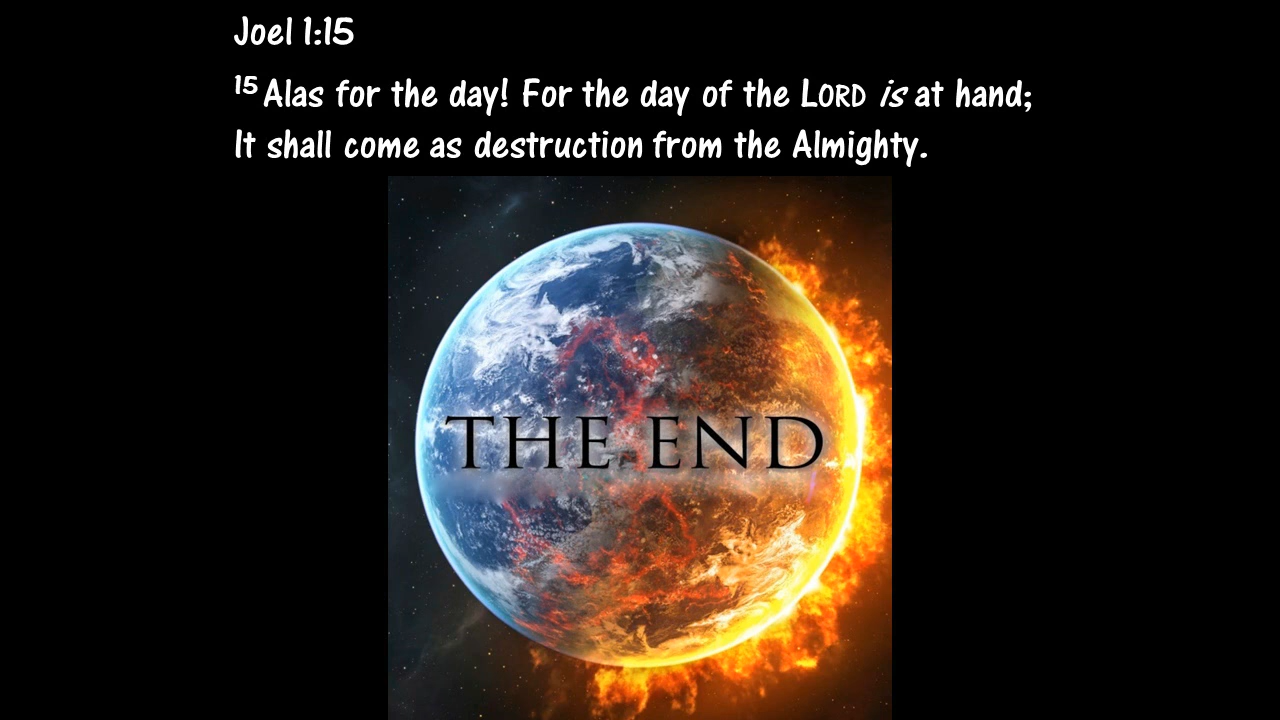 Joel 1:15
15 Alas for the day! For the day of the LORD is at hand;
It shall come as destruction from the Almighty.
THE END